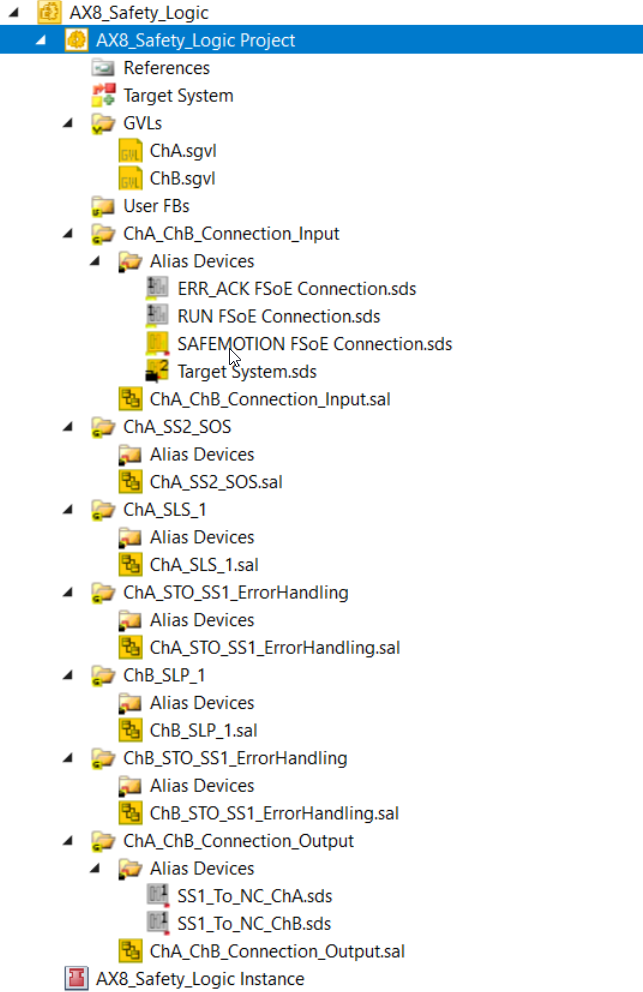 AX8_Safety_Logic
AX8_Safety_Logic Project
References
Target System
GVLs
ChA.sgvl
ChB.sgvl
User FBs
ChA_ChB_Connection_Input
Alias Devices
ERR_ACK FSoE Connection.sds
RUN FSoE Connection.sds
SAFEMOTION FSoE Connection.sds
Target System.sds
ChA_ChB_Connection_Input.sal
ChA_SS2_SOS
Alias Devices
ChA_SS2_SOS.sal
ChA_SLS_1
Alias Devices
ChA_SLS_1.sal
ChA_STO_SS1_ErrorHandling
Alias Devices
ChA_STO_SS1_ErrorHandling.sal
ChB_SLP_1
Alias Devices
ChB_SLP_1.sal
ChB_STO_SS1_ErrorHandling
Alias Devices
ChB_STO_SS1_ErrorHandling.sal
ChA_ChB_Connection_Output
Alias Devices
SS1_To_NC_ChA.sds
SS1_To_NC_ChB.sds
ChA_ChB_Connection_Output.sal
AX8_Safety_Logic Instance